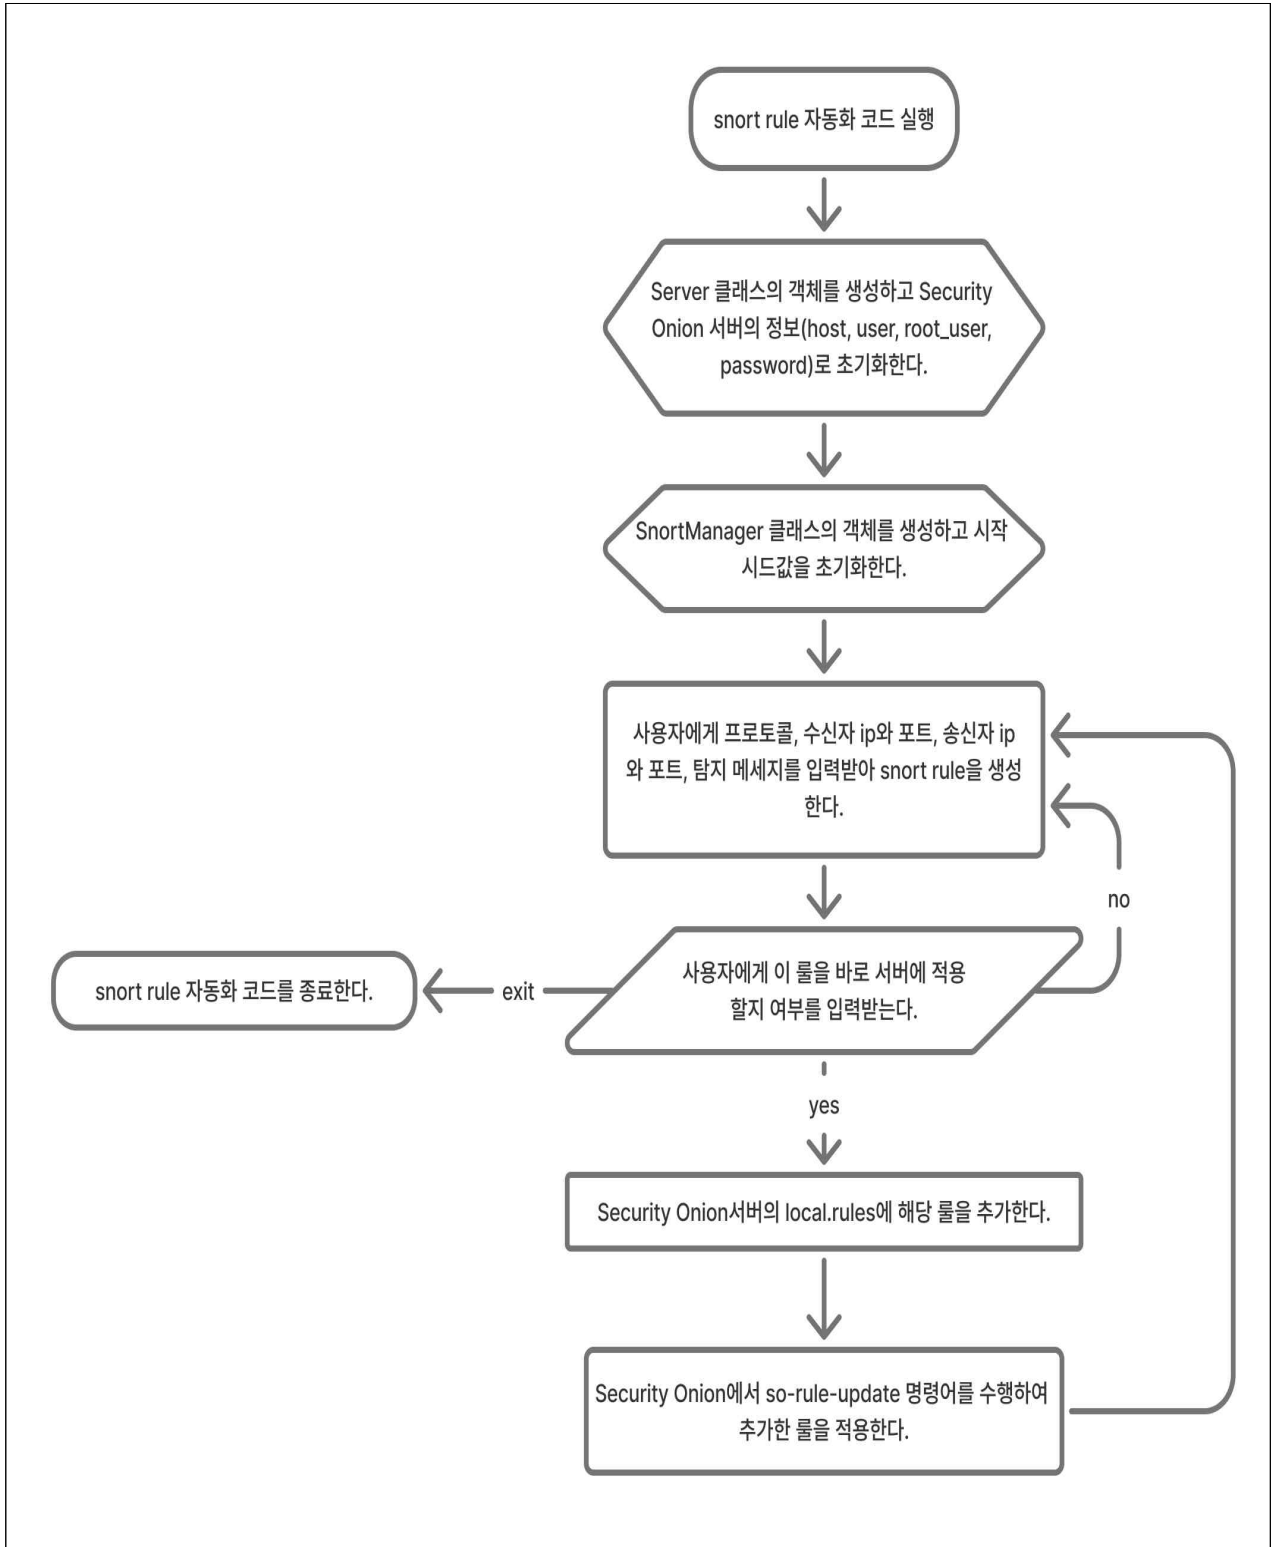 snort rule 자동화 코드 실행
Server 클래스의 객체를 생성하고 Security
Onion 서버의 정보(host, user, root_user,
password)로 초기화한다.
SnortManager 클래스의 객체를 생성하고 시작
시드값을 초기화한다.
사용자에게 프로토콜, 수신자 ip와 포트, 송신자 ip
와 포트, 탐지 메세지를 입력받아 snort rule을 생성
한다.
no
사용자에게 이 룰을 바로 서버에 적용
할지 여부를 입력받는다.
exit
snort rule 자동화 코드를 종료한다.
yes
Security Onion서버의 local.rules에 해당 룰을 추가한다.
Security Onion에서 so-rule-update 명령어를 수행하여
추가한 룰을 적용한다.